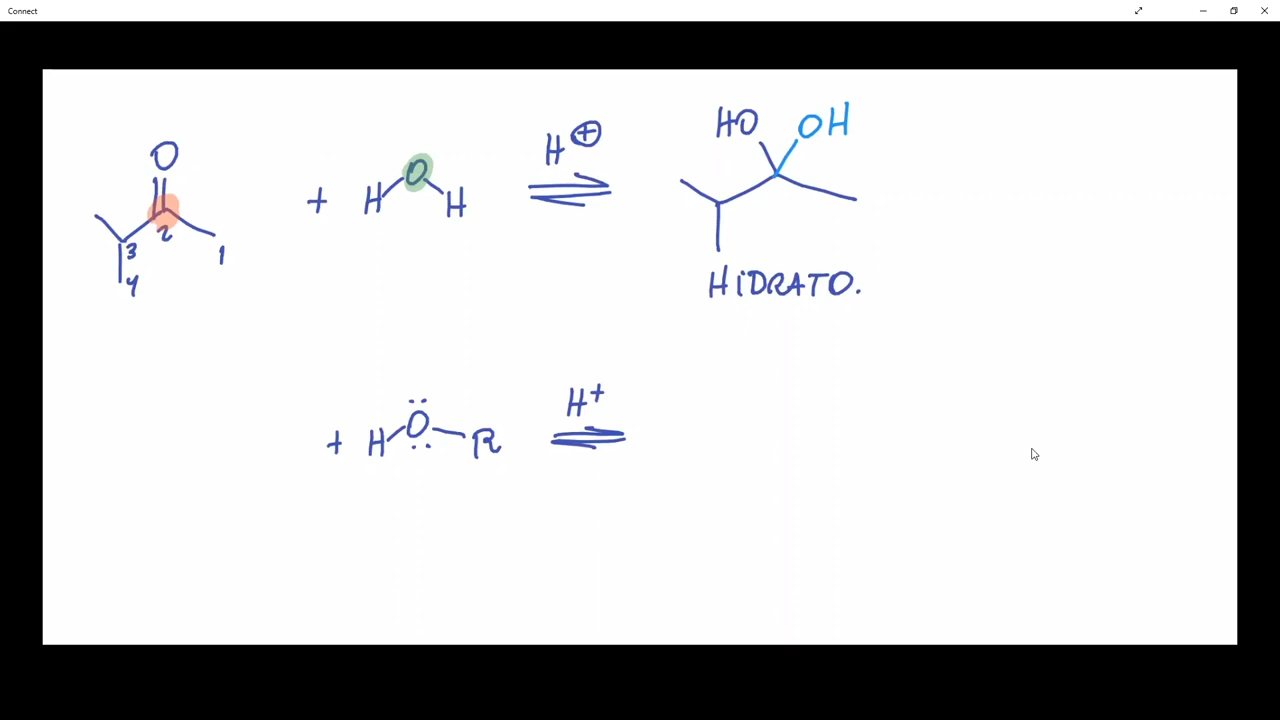 Connect
O
2
3
4
1
+ H O H
H⊕
HO OH
HIDRATO.
+ H Ö R
H+